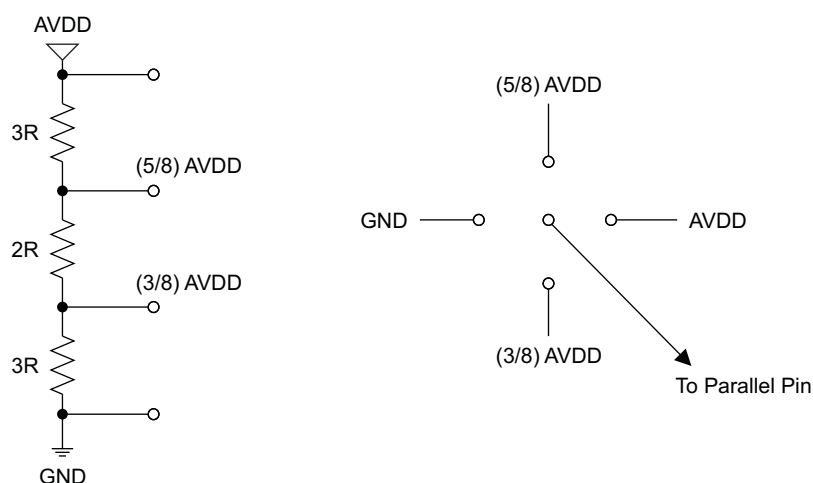 AVDD
3R
(5/8) AVDD
2R
(3/8) AVDD
3R
GND
(5/8) AVDD
GND
AVDD
(3/8) AVDD
To Parallel Pin